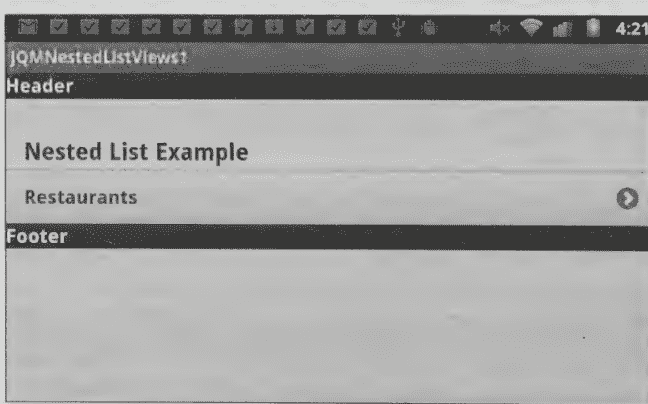 4:21
jQMNestedListViews1
Header
Nested List Example
Restaurants
Footer